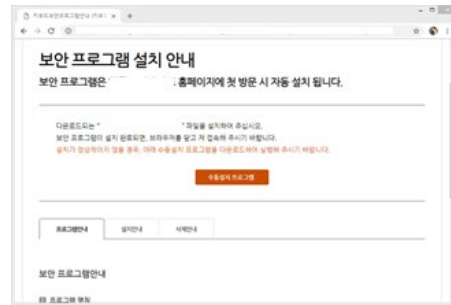 보안 프로그램 설치 안내
보안 프로그램은 홈페이지에 첫 방문 시 자동 설치 됩니다.
다운로드되는 " " 파일을 설치하여 주십시오.
보안 프로그램이 설치 완료되면, 브라우저를 닫고 재 접속해 주시기 바랍니다.
설치가 정상적이지 않을 경우, 아래 수동설치 프로그램을 다운로드하여 실행해 주시기 바랍니다.
수동설치 프로그램
프로그램안내
설치안내
삭제안내
보안 프로그램안내
프로그램 명칭